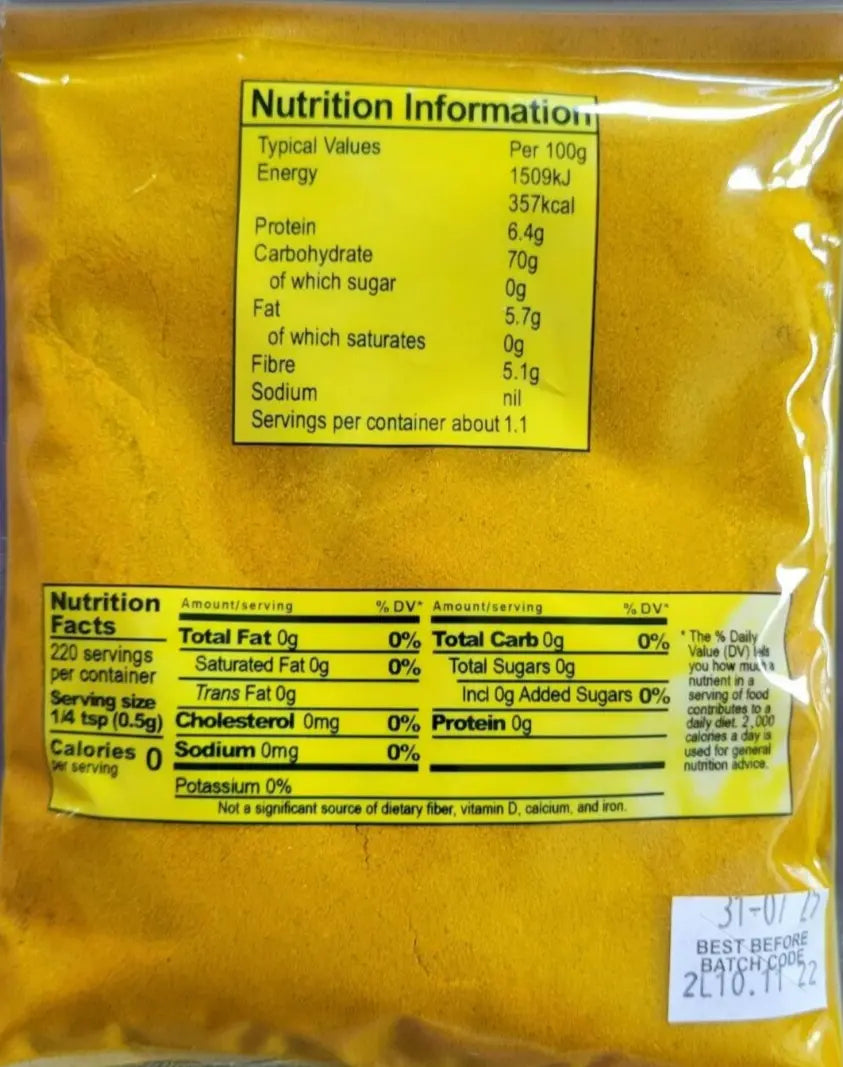 Nutrition Information
Typical Values Per 100g
Energy 1509kJ
357kcal
Protein 6.4g
Carbohydrate 70g
of which sugar 0g
Fat 5.7g
of which saturates 0g
Fibre 5.1g
Sodium nil
Servings per container about 1.1
Nutrition
Facts
220 servings
per container
Serving size
1/4 tsp (0.5g)
Calories 0
per serving
Amount/serving % DV*
Total Fat 0g 0%
Saturated Fat 0g 0%
Trans Fat 0g
Cholesterol 0mg 0%
Sodium 0mg 0%
Potassium 0%
Amount/serving % DV*
Total Carb 0g 0%
Total Sugars 0g
Incl 0g Added Sugars 0%
Protein 0g
* The % Daily
Value (DV) tells
you how much a
nutrient in a
serving of food
contributes to a
daily diet. 2,000
calories a day is
used for general
nutrition advice.
Not a significant source of dietary fiber, vitamin D, calcium, and iron.
31-07
BEST BEFORE
BATCH CODE
2L10.11 22